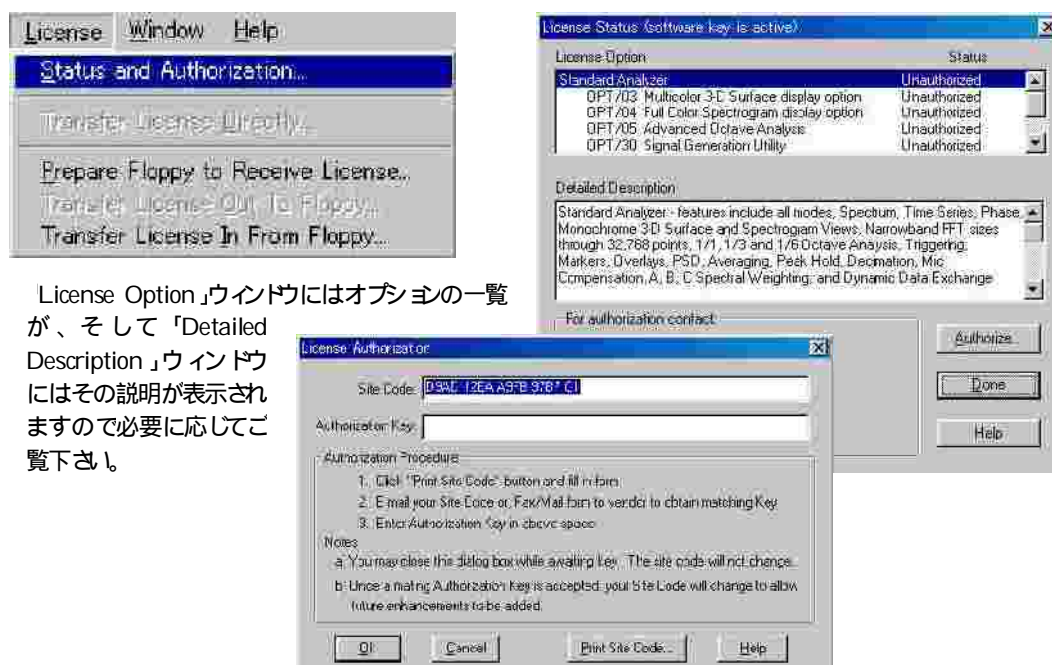 License Window Help
Status and Authorization...
Transfer License Directly...
Prepare Floppy to Receive License...
Transfer License Out To Floppy...
Transfer License In From Floppy...
License Status (software key is active)
License Option Status
Standard Analyzer Unauthorized
OPT/03 Multicolor 3-D Surface display option Unauthorized
OPT/04 Full Color Spectrogram display option Unauthorized
OPT/05 Advanced Octave Analysis Unauthorized
OPT/30 Signal Generation Utility Unauthorized
Detailed Description
Standard Analyzer - features include all modes, Spectrum, Time Series, Phase,
Monochrome 3D Surface and Spectrogram Views, Narrowband FFT sizes
through 32,768 points, 1/1, 1/3 and 1/6 Octave Analysis, Triggering,
Markers, Overlays, PSD, Averaging, Peak Hold, Decimation, Mic
Compensation, A, B, C Spectral Weighting, and Dynamic Data Exchange
For authorization contact:
Authorize...
Done
Help
License Option」ウィンドウにはオプションの一覧
が、そして「Detailed
Description」ウィンドウ
にはその説明が表示され
ますので必要に応じてご
覧下さい。
License Authorization
Site Code:
Authorization Key:
Authorization Procedure
1. Click "Print Site Code" button and fill in form
2. E-mail your Site Code or, Fax/Mail form to vendor to obtain matching Key
3. Enter Authorization Key in above space
Notes
a. You may close this dialog box while awaiting key. The site code will not change.
b. Once a mating Authorization Key is accepted, your Site Code will change to allow
future enhancements to be added.
OK Cancel Print Site Code... Help